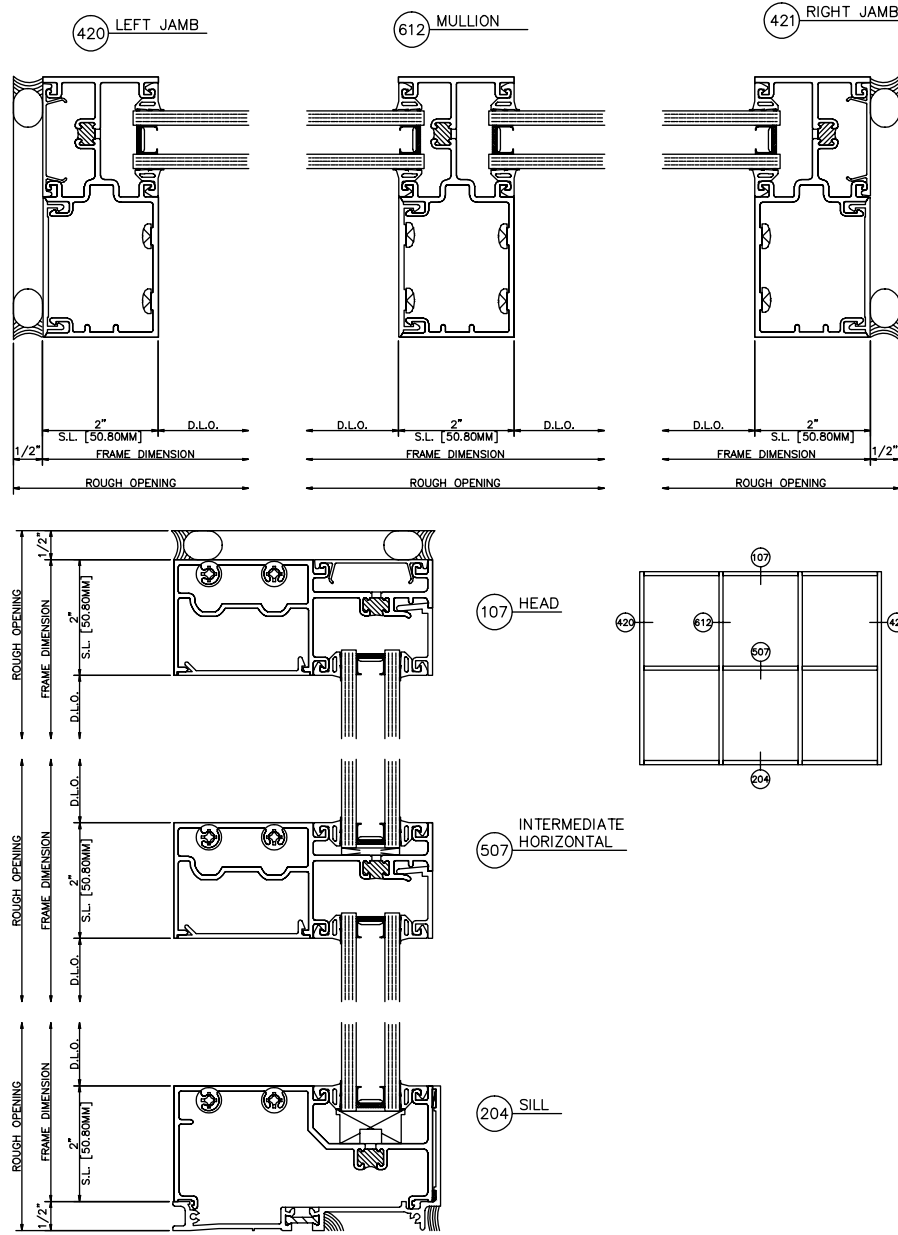 420 LEFT JAMB
612 MULLION
421 RIGHT JAMB
2"
S.L. [50.80MM]
D.L.O.
1/2"
FRAME DIMENSION
ROUGH OPENING
D.L.O.
2"
S.L. [50.80MM]
D.L.O.
FRAME DIMENSION
ROUGH OPENING
D.L.O.
2"
S.L. [50.80MM]
1/2"
FRAME DIMENSION
ROUGH OPENING
ROUGH OPENING
FRAME DIMENSION
1/2"
2"
S.L. [50.80MM]
D.L.O.
107 HEAD
ROUGH OPENING
FRAME DIMENSION
D.L.O.
2"
S.L. [50.80MM]
D.L.O.
507 INTERMEDIATE
HORIZONTAL
ROUGH OPENING
FRAME DIMENSION
D.L.O.
2"
S.L. [50.80MM]
1/2"
204 SILL
107
420
612
42
507
204